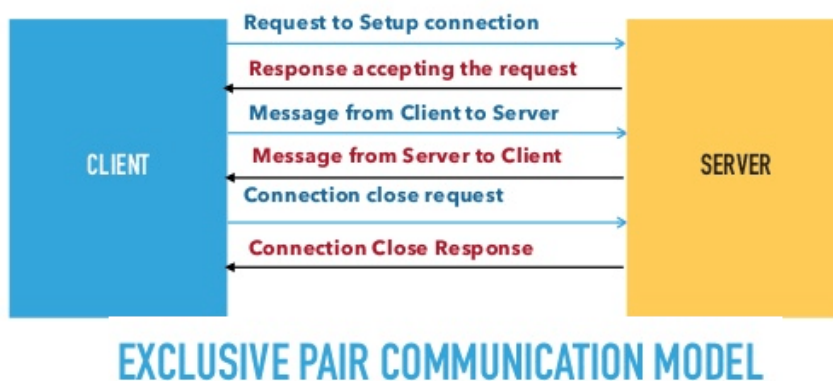 Request to Setup connection
Response accepting the request
Message from Client to Server
CLIENT
Message from Server to Client
SERVER
Connection close request
Connection Close Response
EXCLUSIVE PAIR COMMUNICATION MODEL